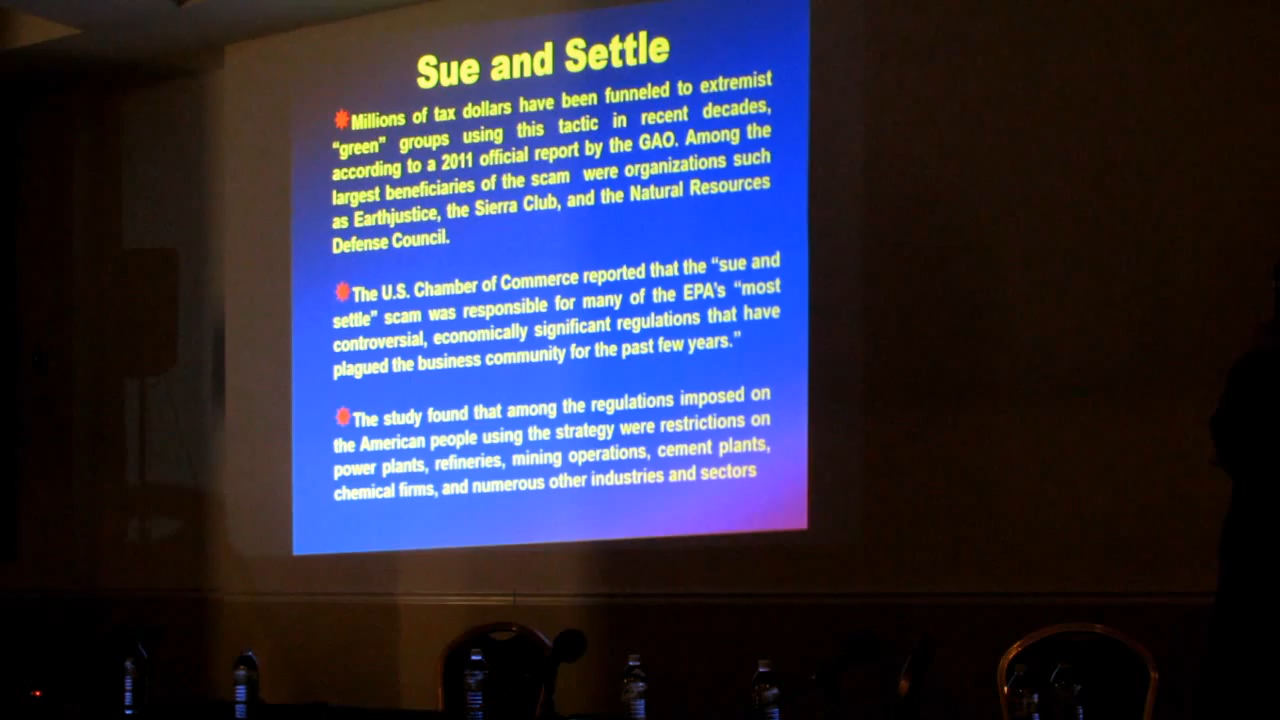 Sue and Settle
Millions of tax dollars have been funneled to extremist
“green” groups using this tactic in recent decades,
according to a 2011 official report by the GAO. Among the
largest beneficiaries of the scam were organizations such
as Earthjustice, the Sierra Club, and the Natural Resources
Defense Council.
The U.S. Chamber of Commerce reported that the “sue and
settle” scam was responsible for many of the EPA’s “most
controversial, economically significant regulations that have
plagued the business community for the past few years.”
The study found that among the regulations imposed on
the American people using the strategy were restrictions on
power plants, refineries, mining operations, cement plants,
chemical firms, and numerous other industries and sectors